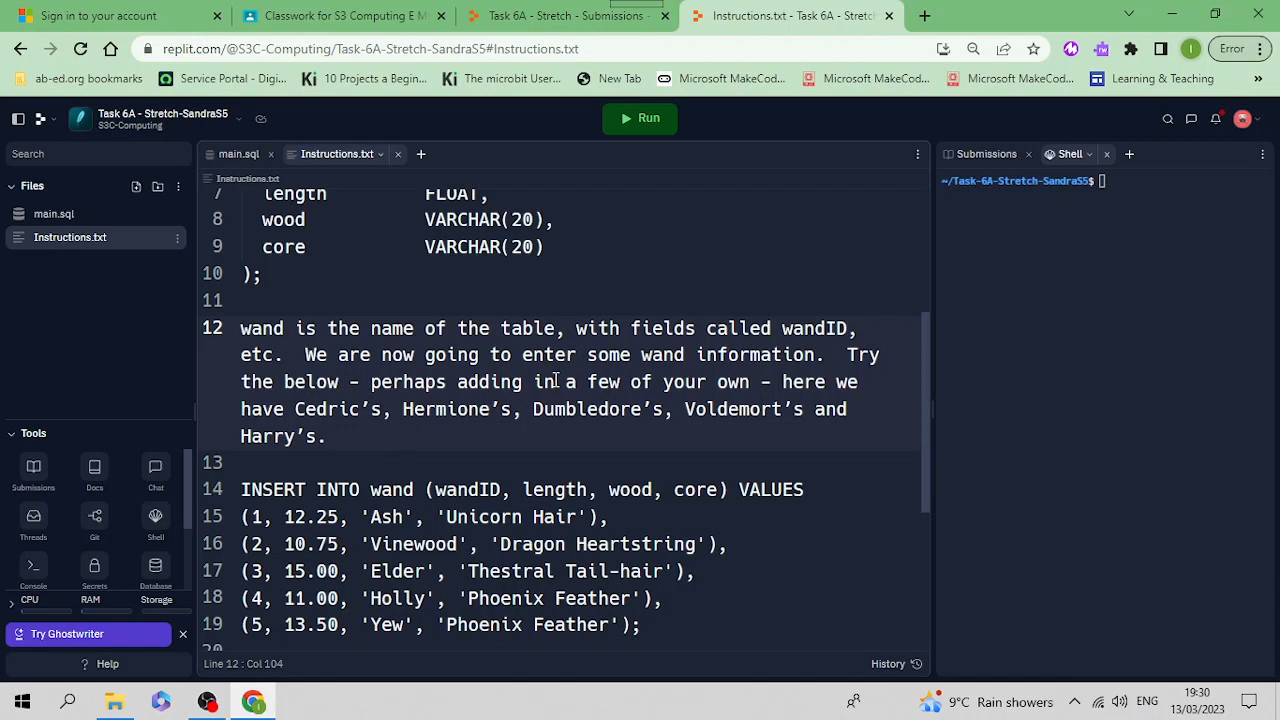 Sign in to your account
Classwork for S3 Computing E M
Task 6A - Stretch - Submissions -
Instructions.txt - Task 6A - Stretch
replit.com/@S3C-Computing/Task-6A-Stretch-SandraS5#Instructions.txt
Error
ab-ed.org bookmarks
Service Portal - Digi...
10 Projects a Begin...
The microbit User...
New Tab
Microsoft MakeCod...
Microsoft MakeCod...
Microsoft MakeCod...
Learning & Teaching
Task 6A - Stretch-SandraS5
S3C-Computing
Run
Search
main.sql
Instructions.txt
Submissions
Shell
Files
main.sql
Instructions.txt
Instructions.txt
~/Task-6A-Stretch-SandraS5$
7 length FLOAT,
8 wood VARCHAR(20),
9 core VARCHAR(20)
10 );
11
12 wand is the name of the table, with fields called wandID,
etc. We are now going to enter some wand information. Try
the below - perhaps adding in a few of your own - here we
have Cedric’s, Hermione’s, Dumbledore’s, Voldemort’s and
Harry’s.
13
14 INSERT INTO wand (wandID, length, wood, core) VALUES
15 (1, 12.25, 'Ash', 'Unicorn Hair'),
16 (2, 10.75, 'Vinewood', 'Dragon Heartstring'),
17 (3, 15.00, 'Elder', 'Thestral Tail-hair'),
18 (4, 11.00, 'Holly', 'Phoenix Feather'),
19 (5, 13.50, 'Yew', 'Phoenix Feather');
20
Tools
Submissions
Docs
Chat
Threads
Git
Shell
Console
Secrets
Database
CPU
RAM
Storage
Try Ghostwriter
? Help
Line 12 : Col 104
History
9°C Rain showers
ENG
19:30
13/03/2023